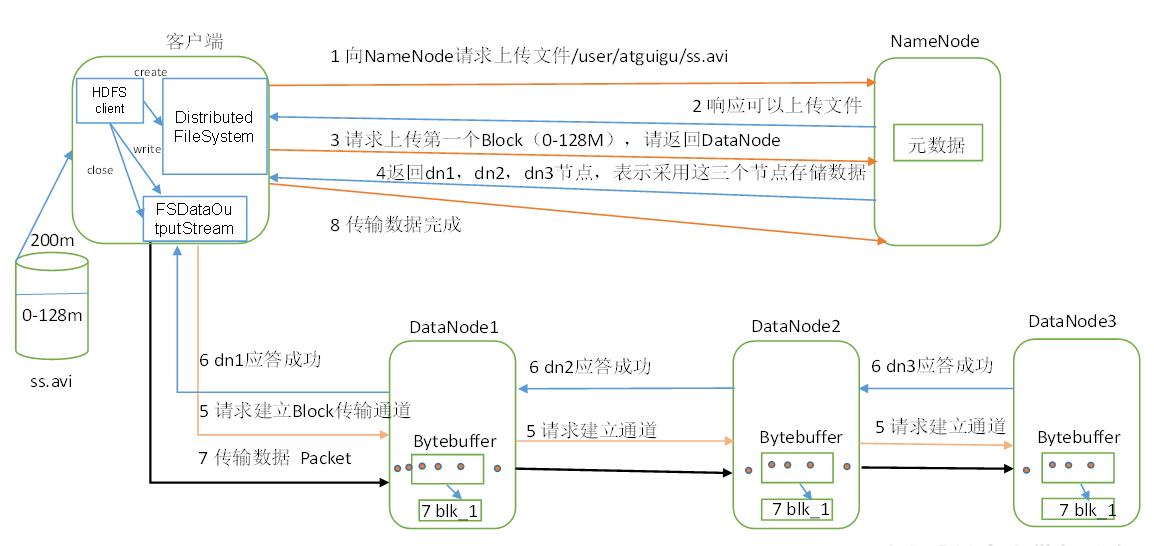 客户端
NameNode
1 向NameNode请求上传文件/user/atguigu/ss.avi
create
HDFS
client
Distributed
FileSystem
2 响应可以上传文件
3 请求上传第一个Block（0-128M），请返回DataNode
元数据
write
close
4返回dn1，dn2，dn3节点，表示采用这三个节点存储数据
FSDataOu
tputStream
8 传输数据完成
200m
0-128m
ss.avi
DataNode1
DataNode2
DataNode3
6 dn1应答成功
6 dn2应答成功
6 dn3应答成功
5 请求建立Block传输通道
5 请求建立通道
5 请求建立通道
Bytebuffer
Bytebuffer
Bytebuffer
7 传输数据 Packet
7 blk_1
7 blk_1
7 blk_1